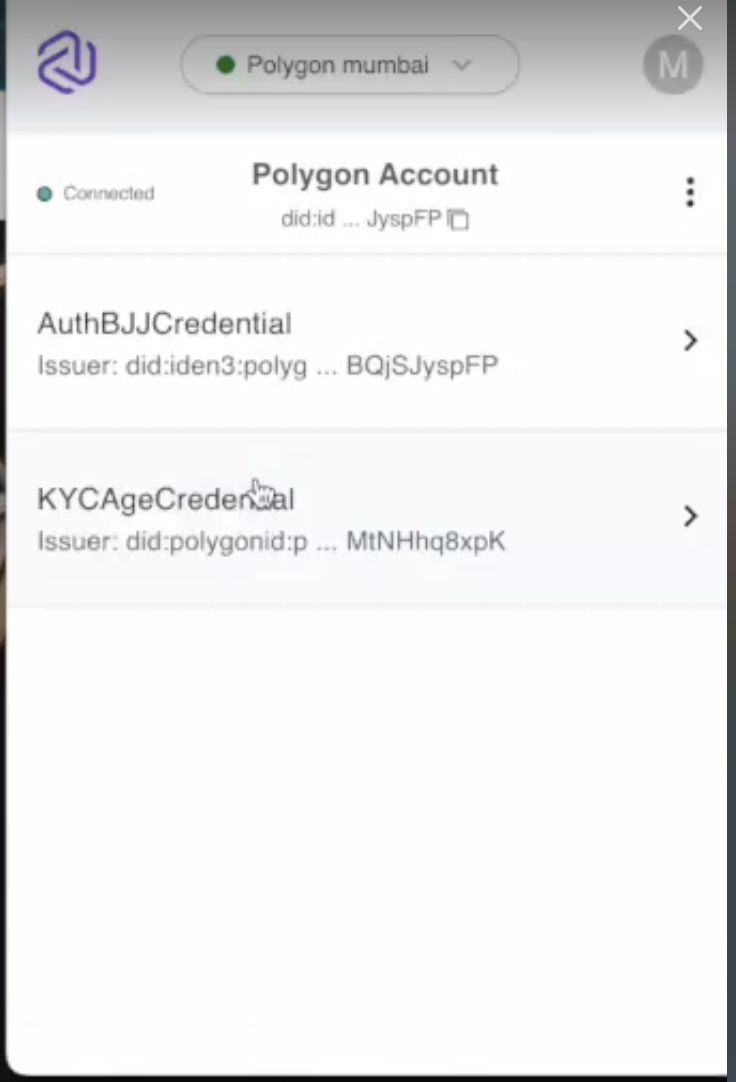 Polygon mumbai
M
Polygon Account
Connected
did:id ... JyspFP
AuthBJJCredential
Issuer: did:iden3:polyg ... BQjSJyspFP
KYCAgeCredential
Issuer: did:polygonid:p ... MtNHhq8xpK